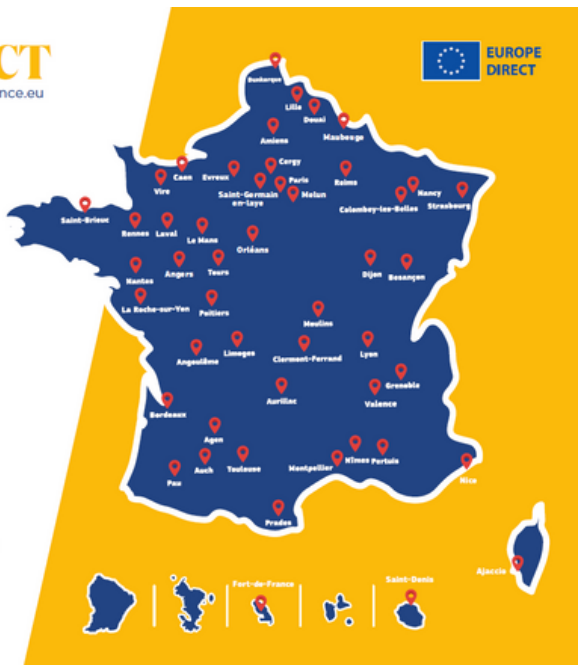 CT
nce.eu
EUROPE
DIRECT
Dunkerque
Lille
Douai
Maubeuge
Amiens
Cergy
Caen
Evreux
Paris
Reims
Vire
Saint-Germain
en-laye
Melun
Nancy
Colombey-les-Belles
Strasbourg
Saint-Brieuc
Rennes
Laval
Le Mans
Orléans
Nantes
Angers
Tours
Dijon
Besançon
La Roche-sur-Yon
Poitiers
Moulins
Angoulême
Limoges
Clermont-Ferrand
Lyon
Grenoble
Aurillac
Valence
Bordeaux
Agen
Auch
Toulouse
Montpellier
Nîmes
Pertuis
Pau
Nice
Prades
Ajaccio
Fort-de-France
Saint-Denis